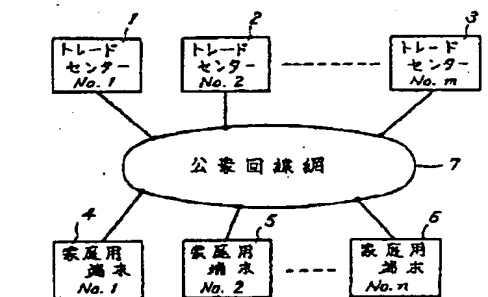 1
2
3
トレード
センター
No. 1
トレード
センター
No. 2
トレード
センター
No. m
公衆回線網
7
4
5
6
家庭用
端末
No. 1
家庭用
端末
No. 2
家庭用
端末
No. n